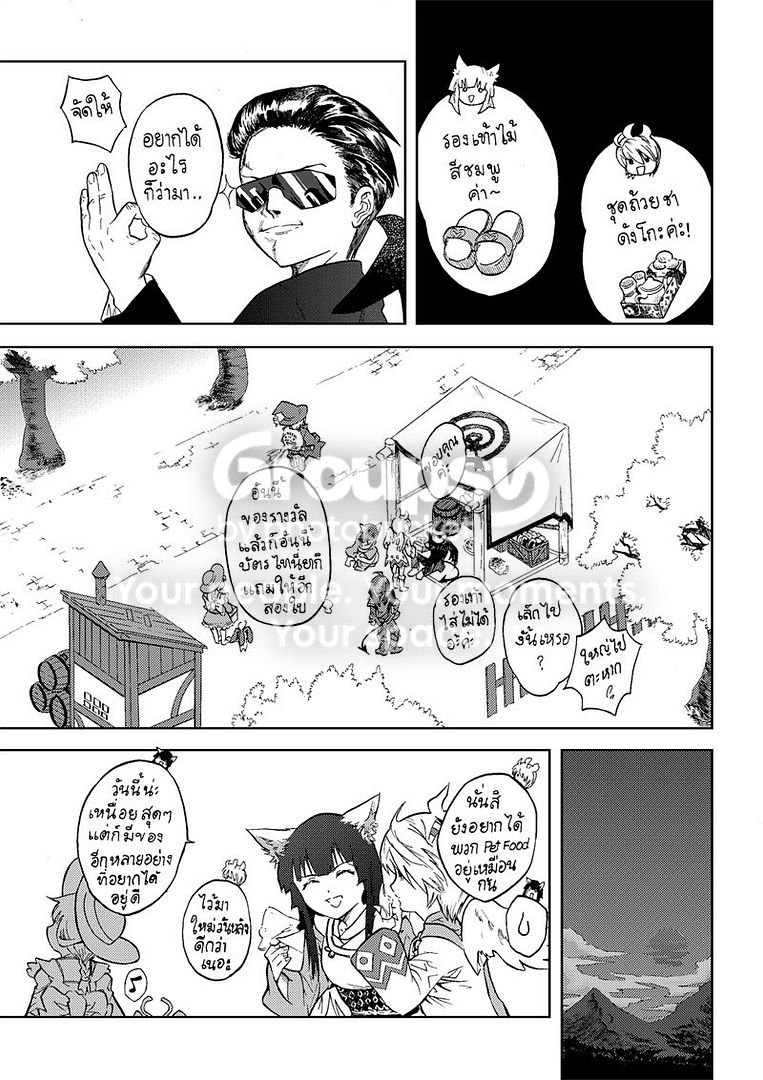 ชุดถ้วยชา
ดังโกะค่ะ!
รองเท้าไม้
สีชมพู
ค่า~
อยากได้
อะไร
ก็ว่ามา..
จัดให้
ขอบคุณ
ค่ะ
อันนี้
ของรางวัล
แล้วก็อันนี้
บัตร
แถมให้อีก
สองใบ
รองเท้า
ใส่ไม่ได้
อ่ะค่ะ
เล็กไป
งั้นเหรอ
?
ใหญ่ไป
ตะหาก
Groupsy
by photobucket
Your people. Your moments.
Your space.
นั่นสิ
ยังอยากได้
พวก Pet Food
อยู่เหมือน
กัน
ไว้มา
ใหม่วันหลัง
ดีกว่า
เนอะ
วันนี้น่ะ
เหนื่อยสุดๆ
แต่ก็มีของ
อีกหลายอย่าง
ที่อยากได้
อยู่ดี